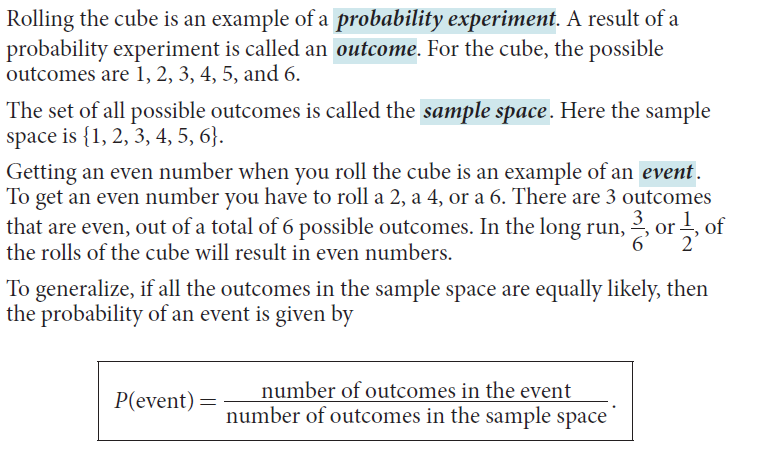 Rolling the cube is an example of a probability experiment. A result of a
probability experiment is called an outcome. For the cube, the possible
outcomes are 1, 2, 3, 4, 5, and 6.
The set of all possible outcomes is called the sample space. Here the sample
space is {1, 2, 3, 4, 5, 6}.
Getting an even number when you roll the cube is an example of an event.
To get an even number you have to roll a 2, a 4, or a 6. There are 3 outcomes
that are even, out of a total of 6 possible outcomes. In the long run, 3/6, or 1/2, of
the rolls of the cube will result in even numbers.
To generalize, if all the outcomes in the sample space are equally likely, then
the probability of an event is given by
P(event) = number of outcomes in the event / number of outcomes in the sample space.